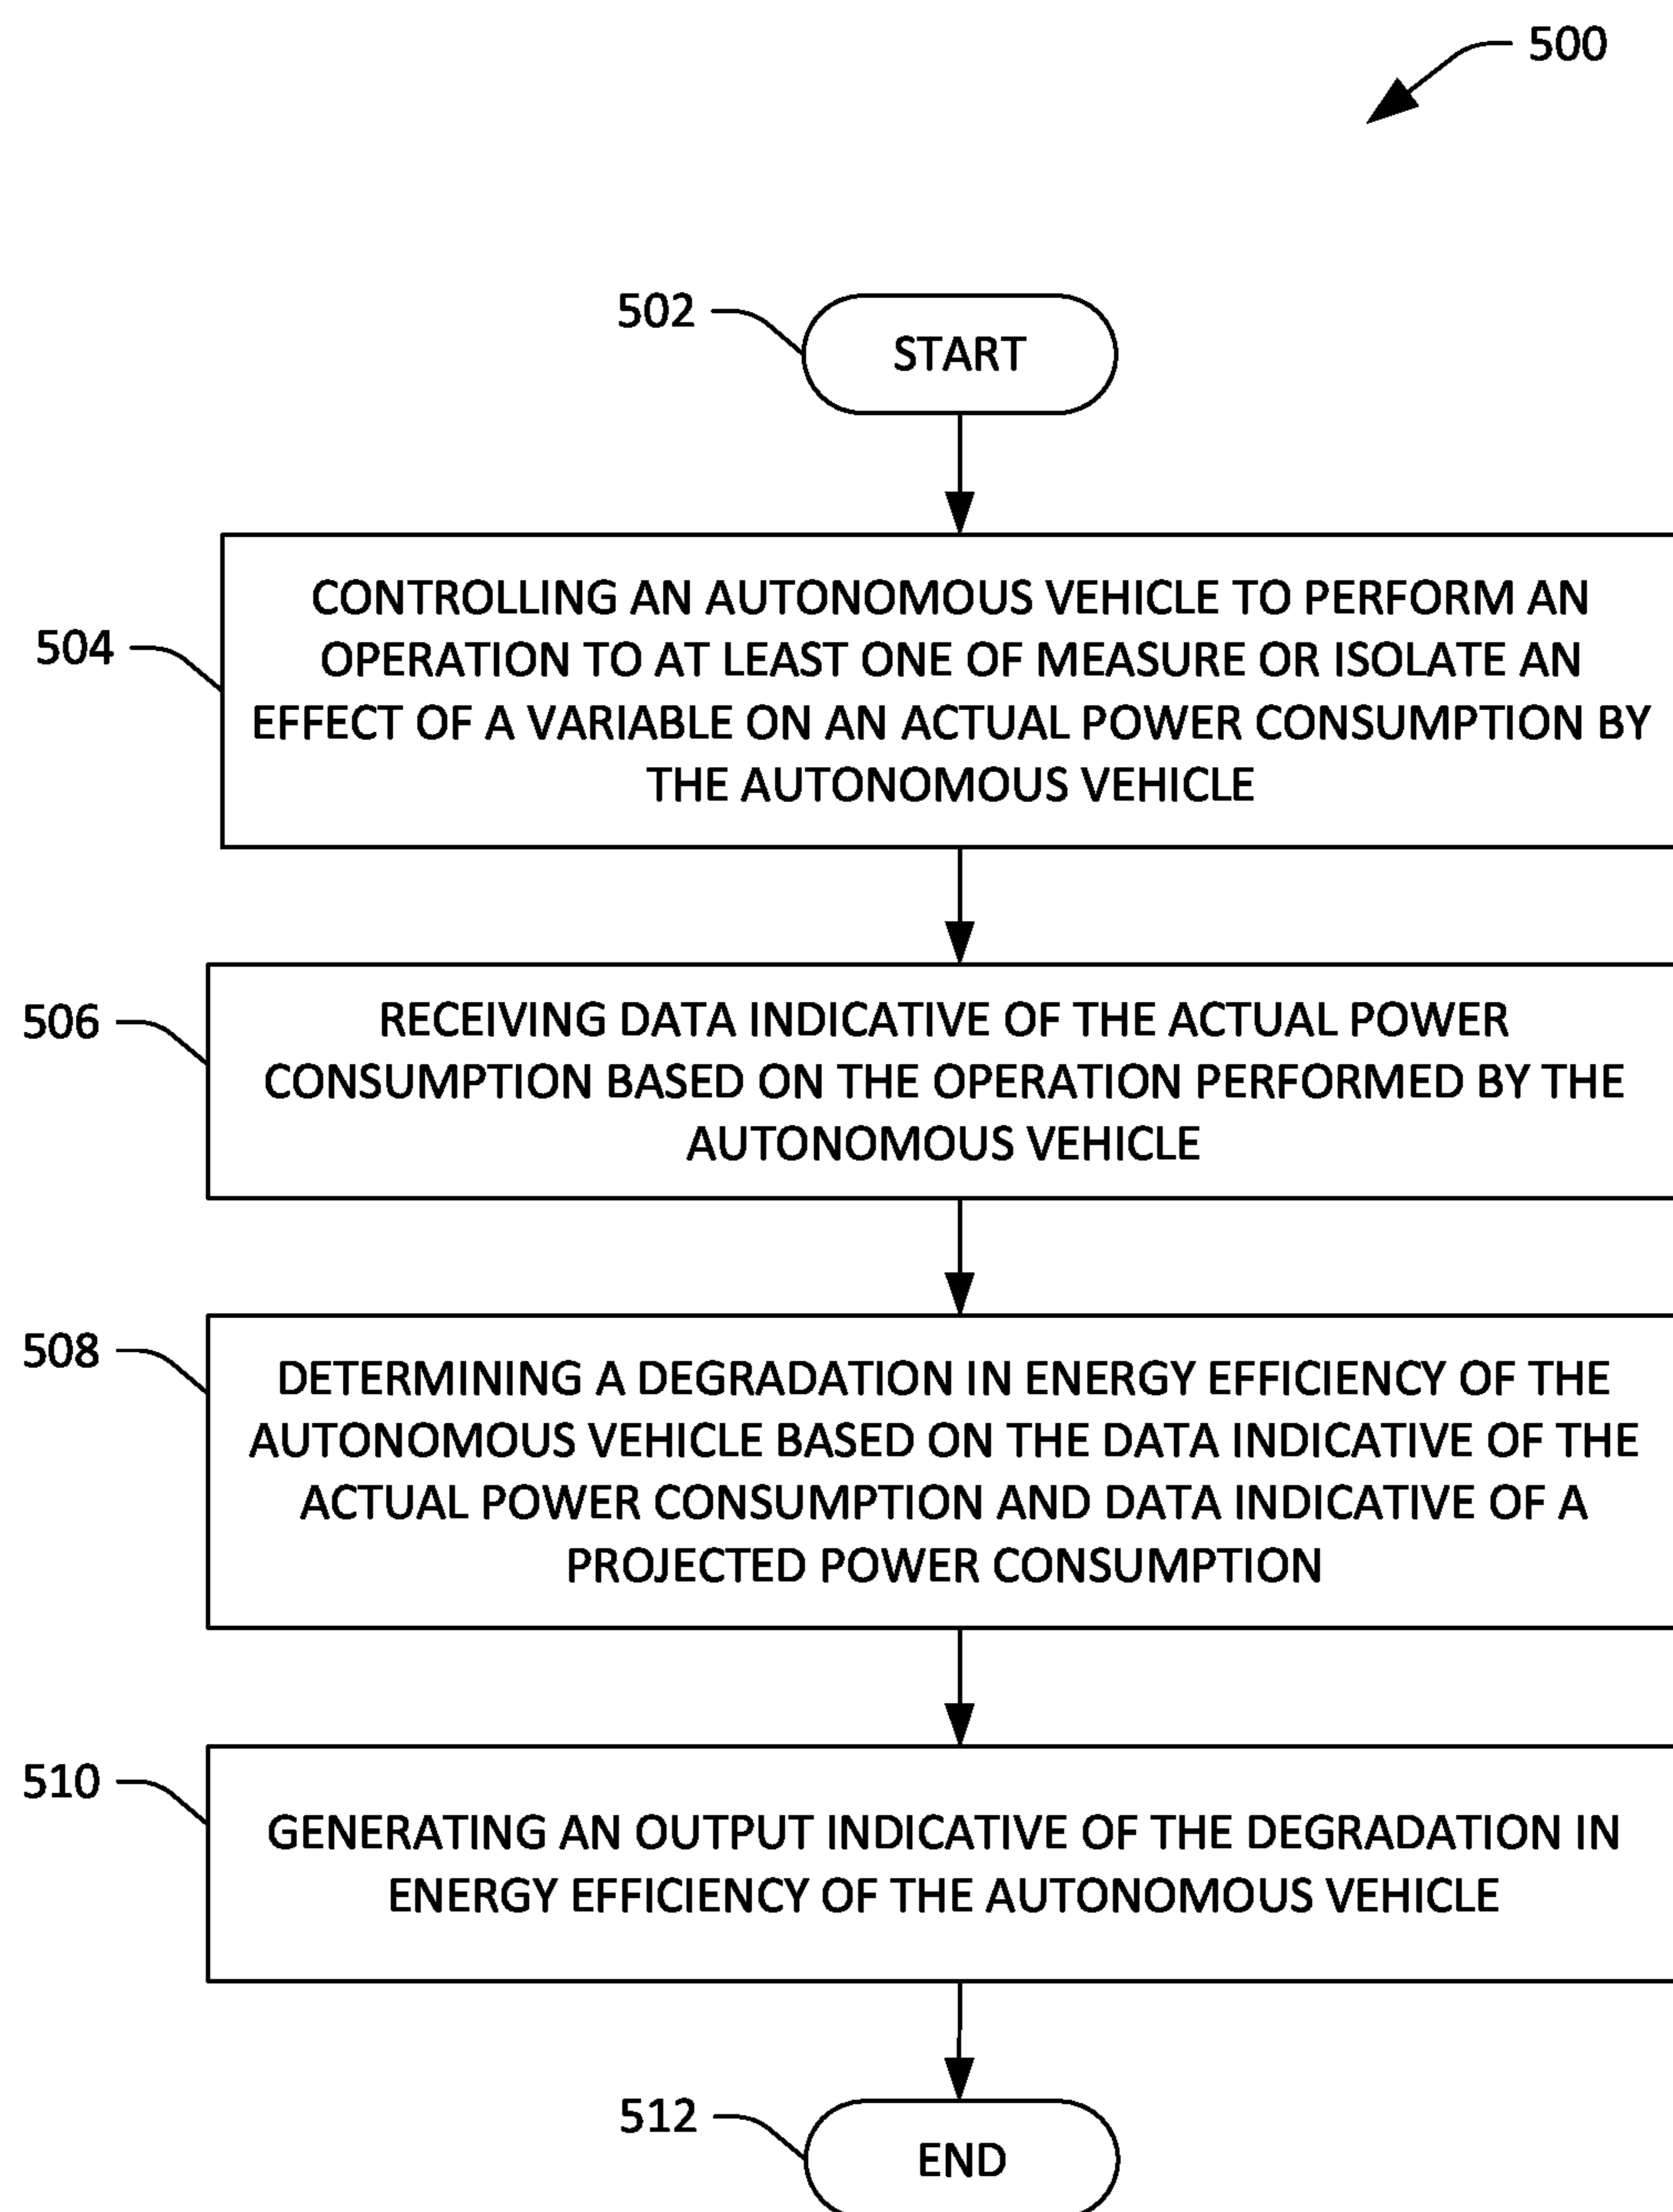 500
502
START
504
CONTROLLING AN AUTONOMOUS VEHICLE TO PERFORM AN
OPERATION TO AT LEAST ONE OF MEASURE OR ISOLATE AN
EFFECT OF A VARIABLE ON AN ACTUAL POWER CONSUMPTION BY
THE AUTONOMOUS VEHICLE
506
RECEIVING DATA INDICATIVE OF THE ACTUAL POWER
CONSUMPTION BASED ON THE OPERATION PERFORMED BY THE
AUTONOMOUS VEHICLE
508
DETERMINING A DEGRADATION IN ENERGY EFFICIENCY OF THE
AUTONOMOUS VEHICLE BASED ON THE DATA INDICATIVE OF THE
ACTUAL POWER CONSUMPTION AND DATA INDICATIVE OF A
PROJECTED POWER CONSUMPTION
510
GENERATING AN OUTPUT INDICATIVE OF THE DEGRADATION IN
ENERGY EFFICIENCY OF THE AUTONOMOUS VEHICLE
512
END